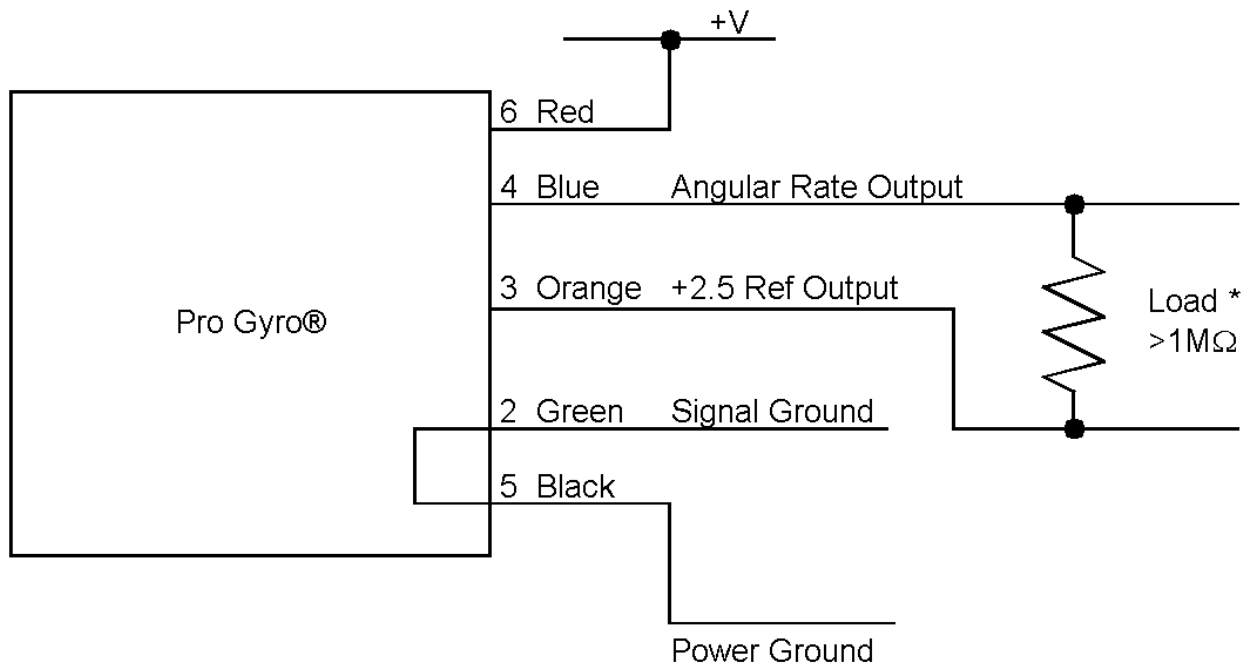 +V
6 Red
4 Blue Angular Rate Output
3 Orange +2.5 Ref Output
Pro Gyro®
Load *
>1MΩ
2 Green Signal Ground
5 Black
Power Ground